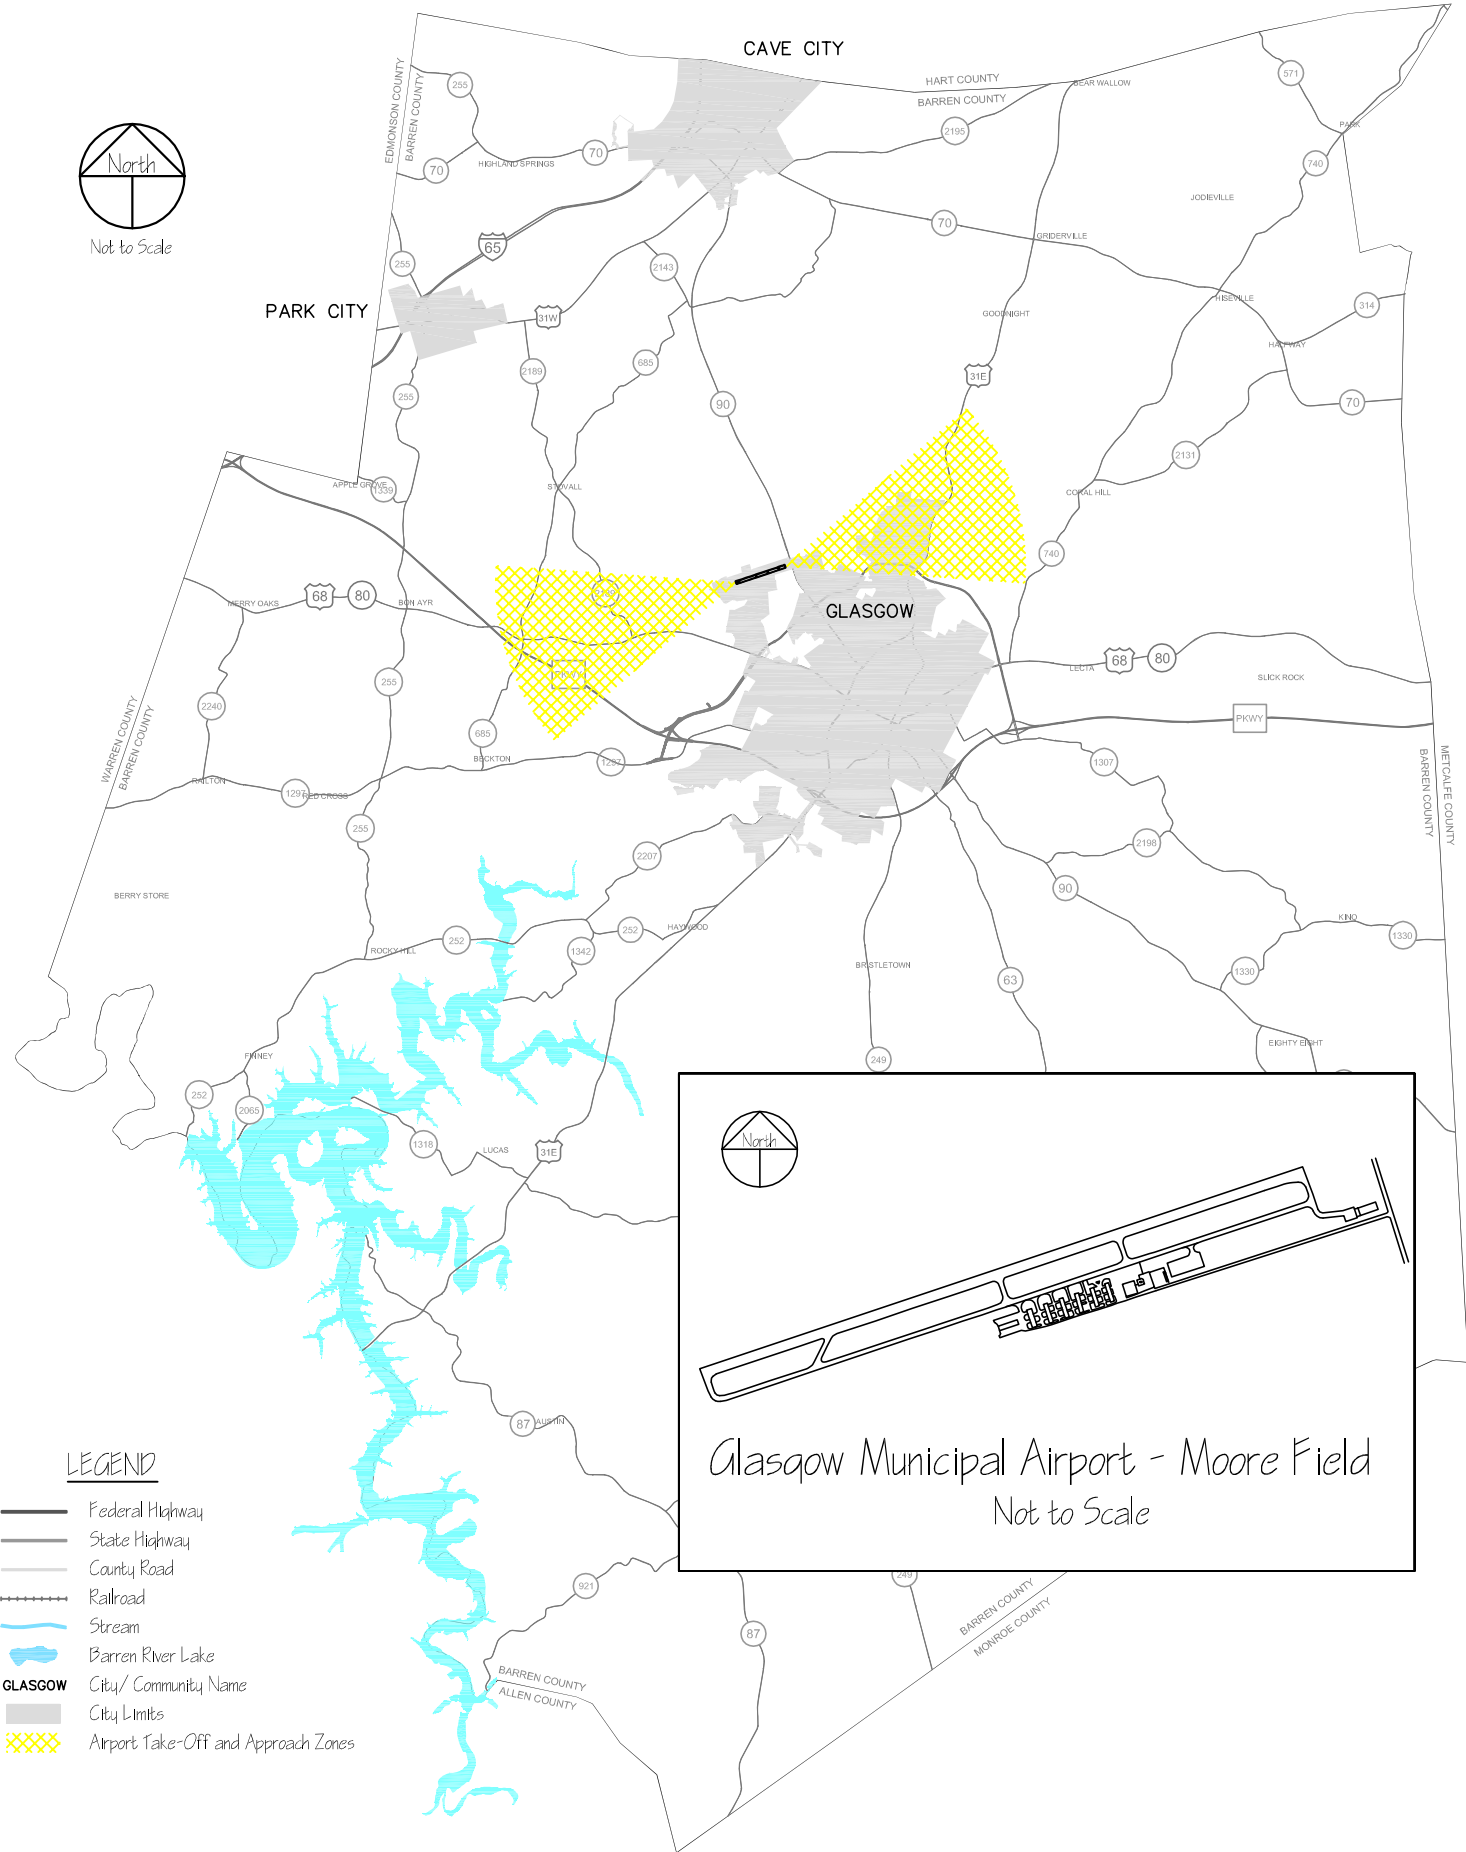 CAVE CITY
HART COUNTY
BARREN COUNTY
BEAR WALLOW
EDMONSON COUNTY
BARREN COUNTY
255
571
2195
PARK
70
HIGHLAND SPRINGS
70
740
North
Not to Scale
JODIEVILLE
70
GRIDERVILLE
65
255
2143
HISEVILLE
314
PARK CITY
31W
GOODNIGHT
HALFWAY
685
2189
31E
255
90
70
2131
APPLE GROVE
1339
STOVALL
CORAL HILL
740
68
80
MERRY OAKS
BON AYR
2189
GLASGOW
LECTA
68
80
SLICK ROCK
PKWY
255
2240
PKWY
WARREN COUNTY
BARREN COUNTY
685
BECKTON
1297
METCALFE COUNTY
BARREN COUNTY
1307
RAILTON
1297
RED CROSS
255
2198
2207
90
BERRY STORE
KINO
252
HAYWOOD
1330
ROCKY HILL
252
1342
BRISTLETOWN
63
1330
FINNEY
249
EIGHTY EIGHT
252
2065
1318
LUCAS
31E
North
87
AUSTIN
Glasgow Municipal Airport - Moore Field
Not to Scale
LEGEND
Federal Highway
State Highway
County Road
Railroad
Stream
Barren River Lake
GLASGOW City/ Community Name
City Limits
Airport Take-Off and Approach Zones
921
249
BARREN COUNTY
MONROE COUNTY
87
BARREN COUNTY
ALLEN COUNTY